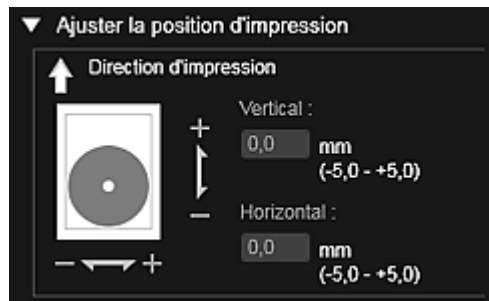 Ajuster la position d'impression
Direction d'impression
Vertical :
+
0,0 mm
(-5,0 - +5,0)
−
Horizontal :
0,0 mm
(-5,0 - +5,0)
− +